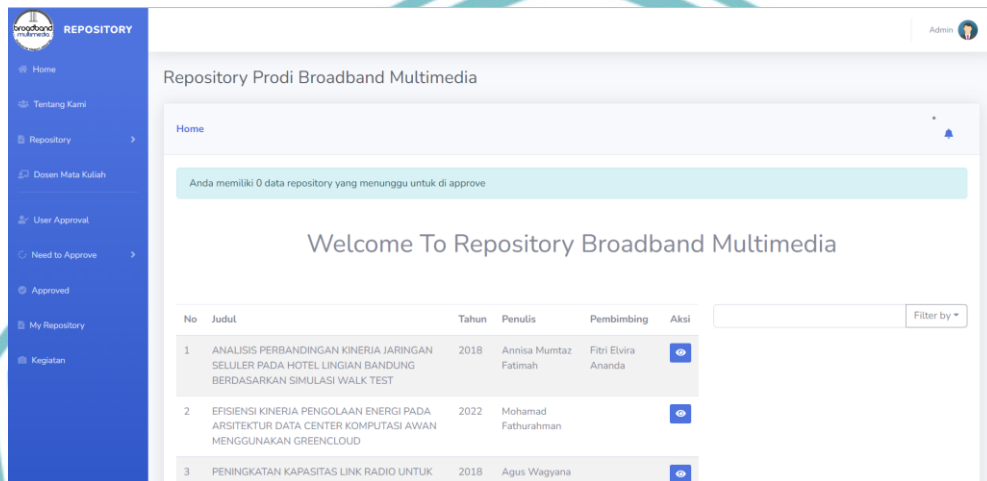 broadband
multimedia
REPOSITORY
Admin
Home
Tentang Kami
Repository
Dosen Mata Kuliah
User Approval
Need to Approve
Approved
My Repository
Kegiatan
Repository Prodi Broadband Multimedia
Home
Anda memiliki 0 data repository yang menunggu untuk di approve
Welcome To Repository Broadband Multimedia
Filter by
No Judul Tahun Penulis Pembimbing Aksi
1 ANALISIS PERBANDINGAN KINERJA JARINGAN 2018 Annisa Mumtaz Fitri Elvira
SELULER PADA HOTEL LINGIAN BANDUNG Fatimah Ananda
BERDASARKAN SIMULASI WALK TEST
2 EFISIENSI KINERJA PENGOLAAN ENERGI PADA 2022 Mohamad
ARSITEKTUR DATA CENTER KOMPUTASI AWAN Fathurahman
MENGGUNAKAN GREENCLOUD
3 PENINGKATAN KAPASITAS LINK RADIO UNTUK 2018 Agus Wagyana